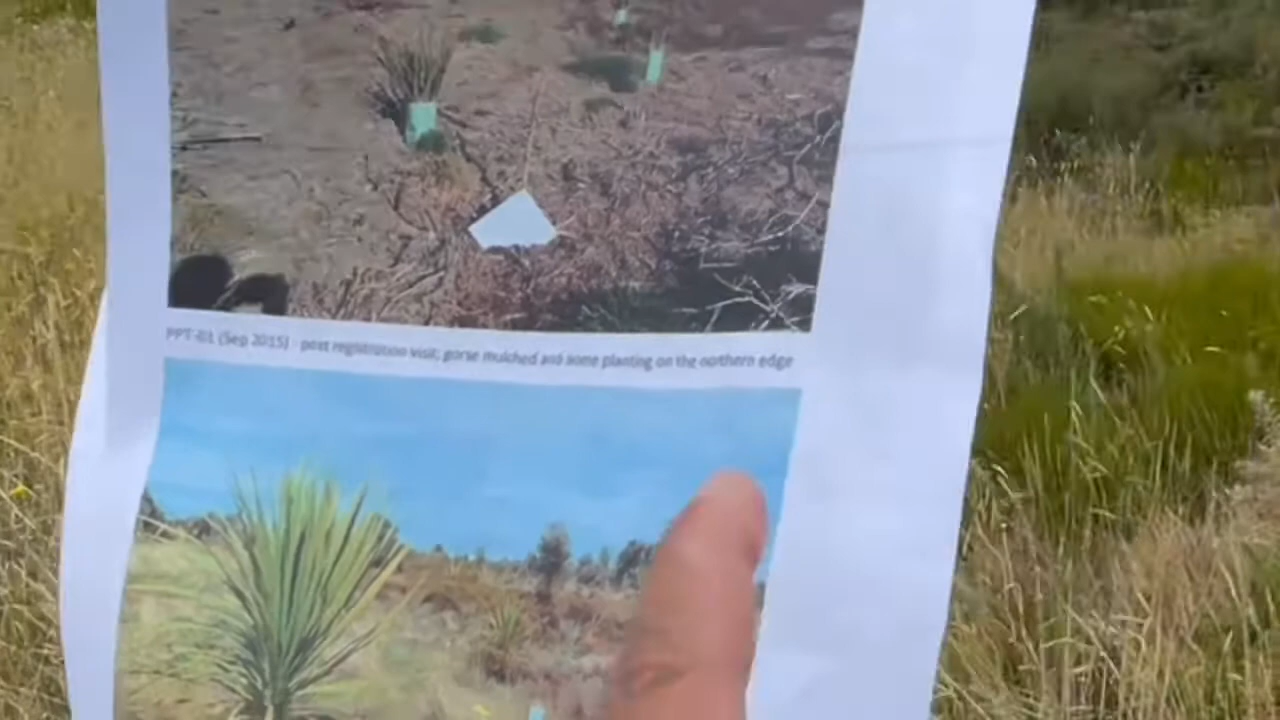 PPT-01 (Sep 2015) - post registration visit; gorse mulched and some planting on the northern edge